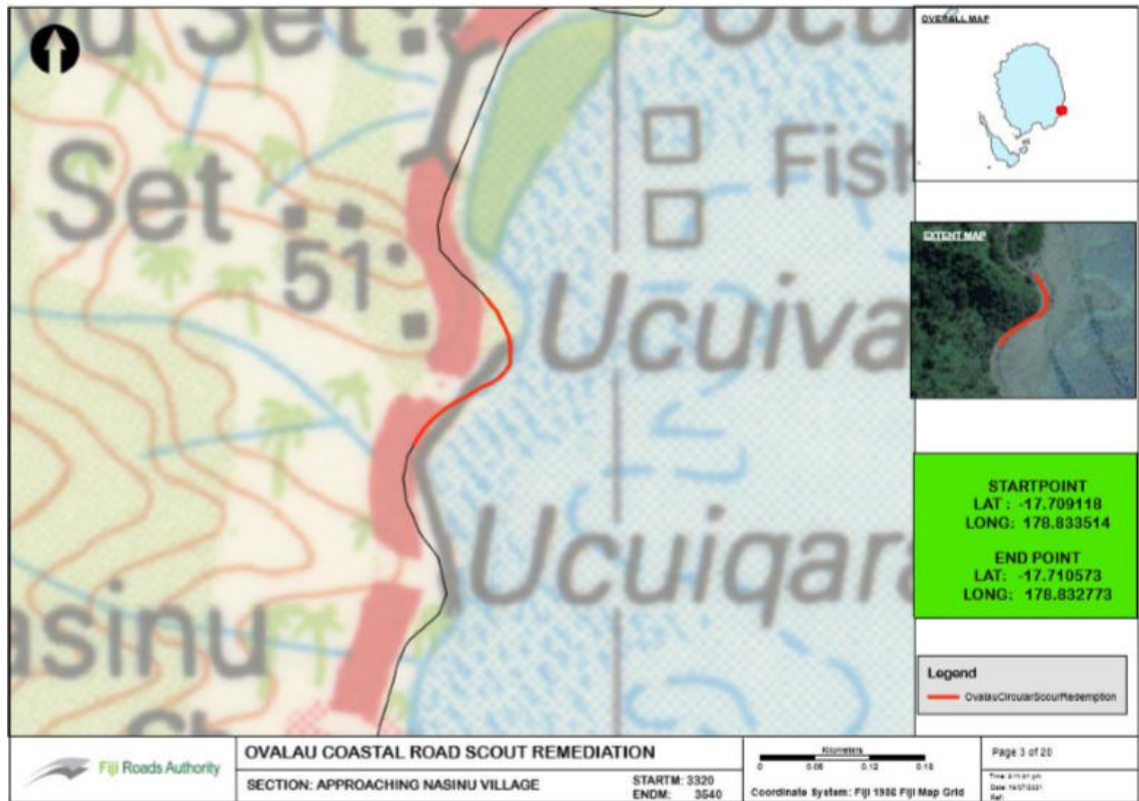 vu Set
Ucu
Set
51
Fish
Ucuiva
Ucuiqara
asinu
OVERALL MAP
EXTENT MAP
STARTPOINT
LAT : -17.709118
LONG: 178.833514
END POINT
LAT: -17.710573
LONG: 178.832773
Legend
OvalauCircularScourRedemption
Fiji Roads Authority
OVALAU COASTAL ROAD SCOUT REMEDIATION
SECTION: APPROACHING NASINU VILLAGE
STARTM: 3320
ENDM: 3540
Kilometers
0 0.06 0.12 0.18
Coordinate System: Fiji 1986 Fiji Map Grid
Page 3 of 20